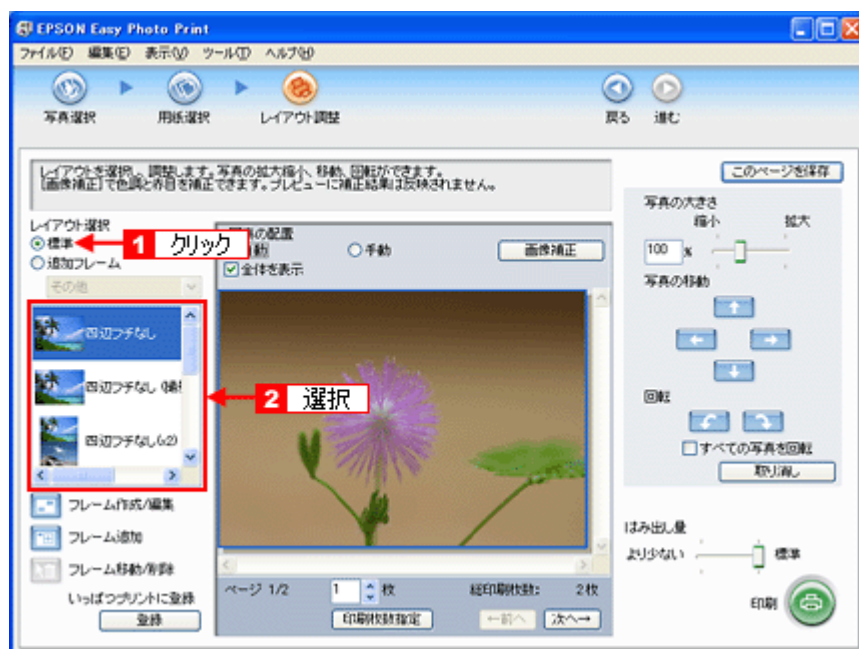 EPSON Easy Photo Print
ファイル(F) 編集(E) 表示(V) ツール(T) ヘルプ(H)
写真選択 用紙選択 レイアウト調整 戻る 進む
レイアウトを選択し、調整します。写真の拡大縮小、移動、回転ができます。
[画像補正]で色調と赤目を補正できます。プレビューに補正結果は反映されません。
このページを保存
レイアウト選択
標準
1 クリック
追加フレーム
その他
四辺フチなし
四辺フチなし
四辺フチなし(x2)
2 選択
フレーム作成/編集
フレーム追加
フレーム移動/削除
いっぱつプリントに登録
登録
の配置
手動
画像補正
全体を表示
ページ 1/2 1 枚 総印刷枚数: 2枚
印刷枚数指定 ←前へ 次へ→
写真の大きさ
縮小 拡大
100 %
写真の移動
回転
すべての写真を回転
取り消し
はみ出し量
より少ない 標準
印刷